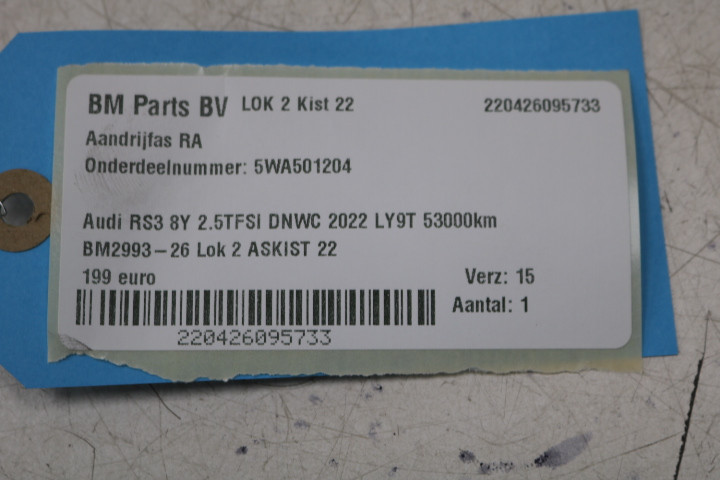 BM Parts BV LOK 2 Kist 22 220426095733
Aandrijfas RA
Onderdeelnummer: 5WA501204
Audi RS3 8Y 2.5TFSI DNWC 2022 LY9T 53000km
BM2993-26 Lok 2 ASKIST 22
199 euro Verz: 15
Aantal: 1
220426095733